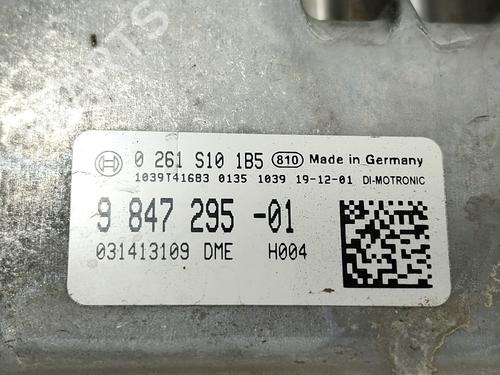 0 261 S10 1B5 810 Made in Germany
1039T41683 0135 1039 19-12-01 DI-MOTRONIC
9 847 295 -01
031413109 DME H004